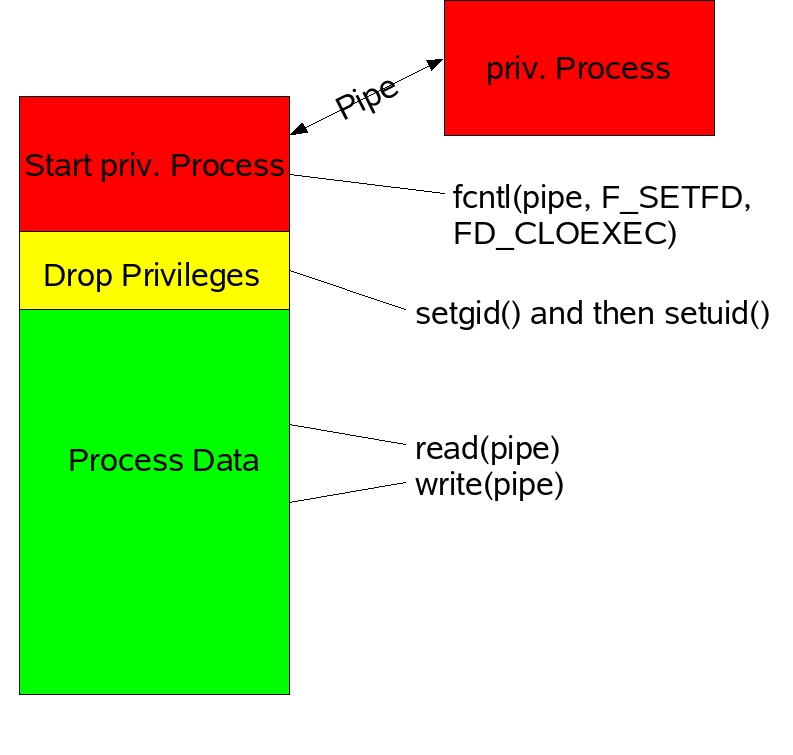 priv. Process
Pipe
Start priv. Process
fcntl(pipe, F_SETFD,
FD_CLOEXEC)
Drop Privileges
setgid() and then setuid()
Process Data
read(pipe)
write(pipe)